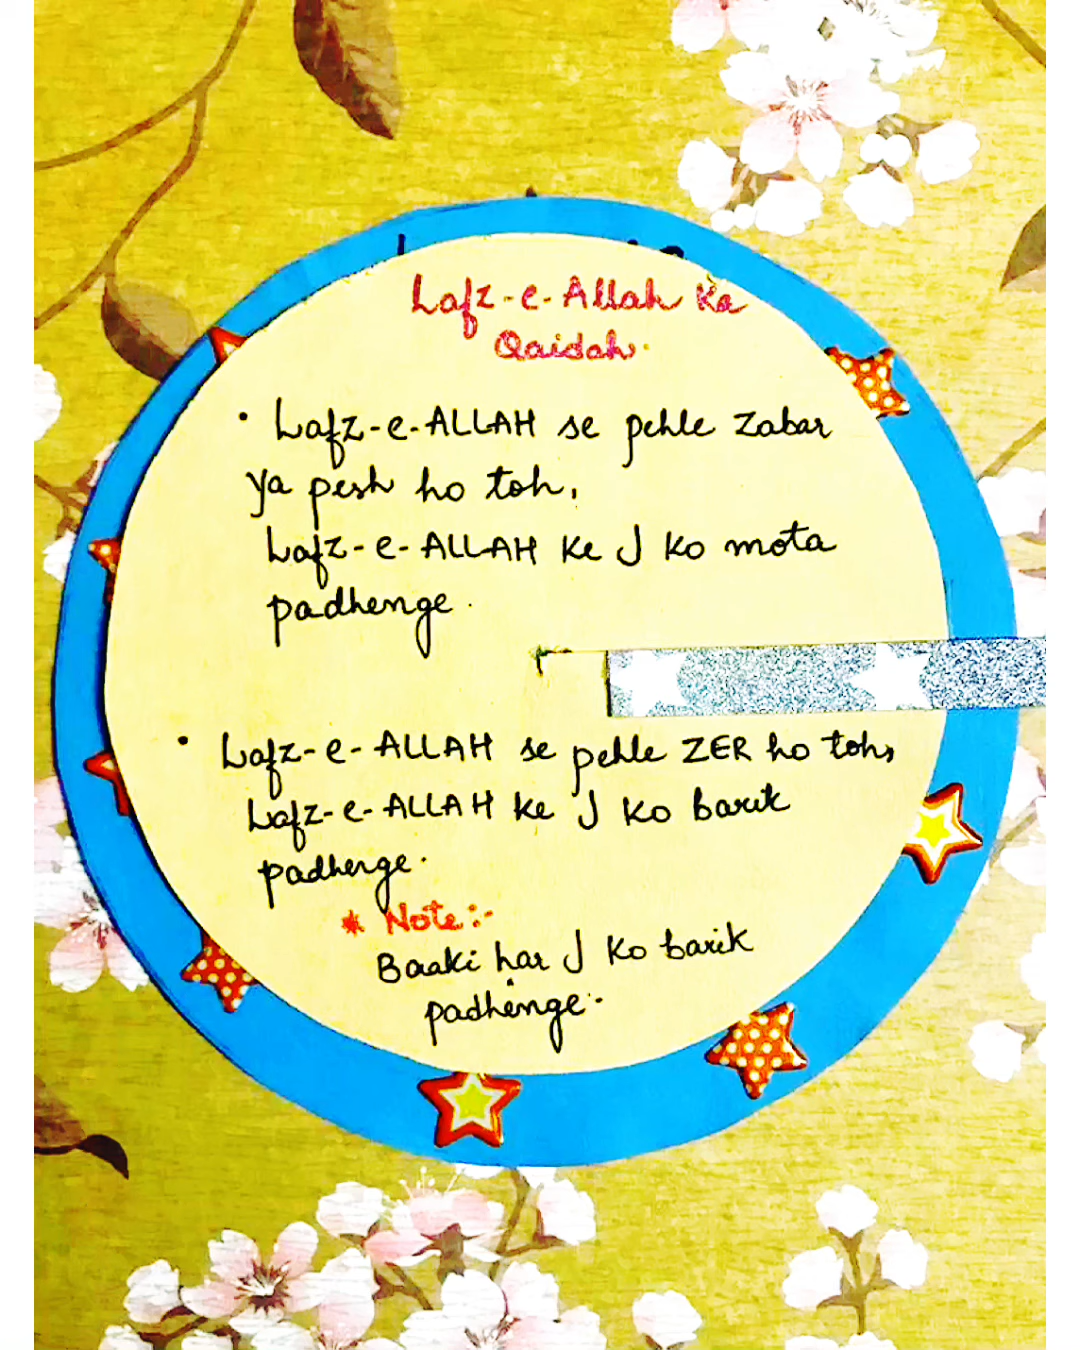 Lafz-e-Allah Ka
Qaidah.
• Lafz-e-ALLAH se pehle Zabar
ya pesh ho toh,
Lafz-e-ALLAH Ke ل Ko mota
padhenge.
• Lafz-e-ALLAH se pehle ZER ho toh,
Lafz-e-ALLAH Ke ل Ko barik
padhenge.
* Note:-
Baaki har ل Ko barik
padhenge:-